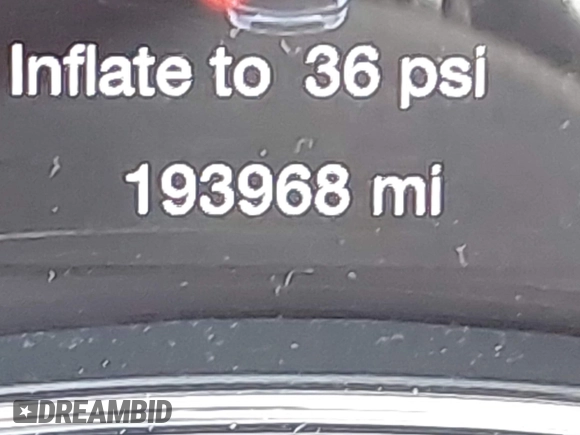 Inflate to 36 psi
193968 mi
DREAMBID